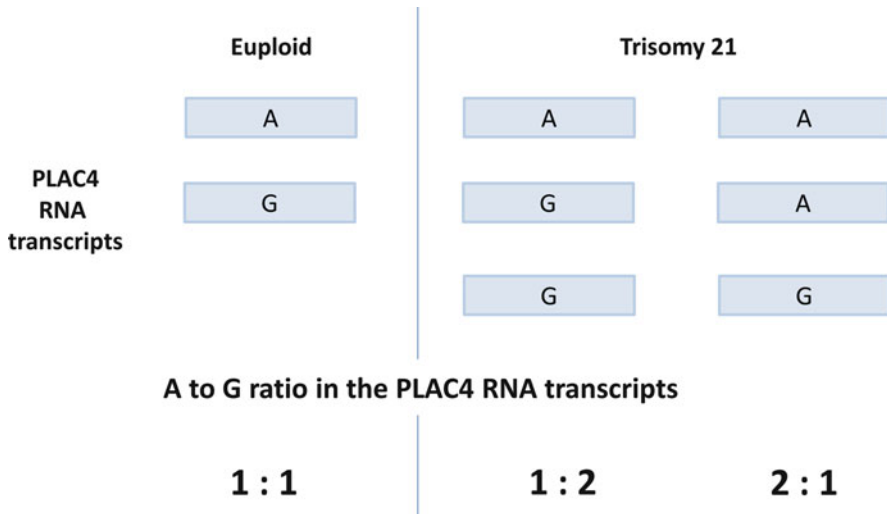 Euploid
Trisomy 21
A
A
A
PLAC4
RNA
transcripts
G
G
A
G
G
A to G ratio in the PLAC4 RNA transcripts
1 : 1
1 : 2
2 : 1